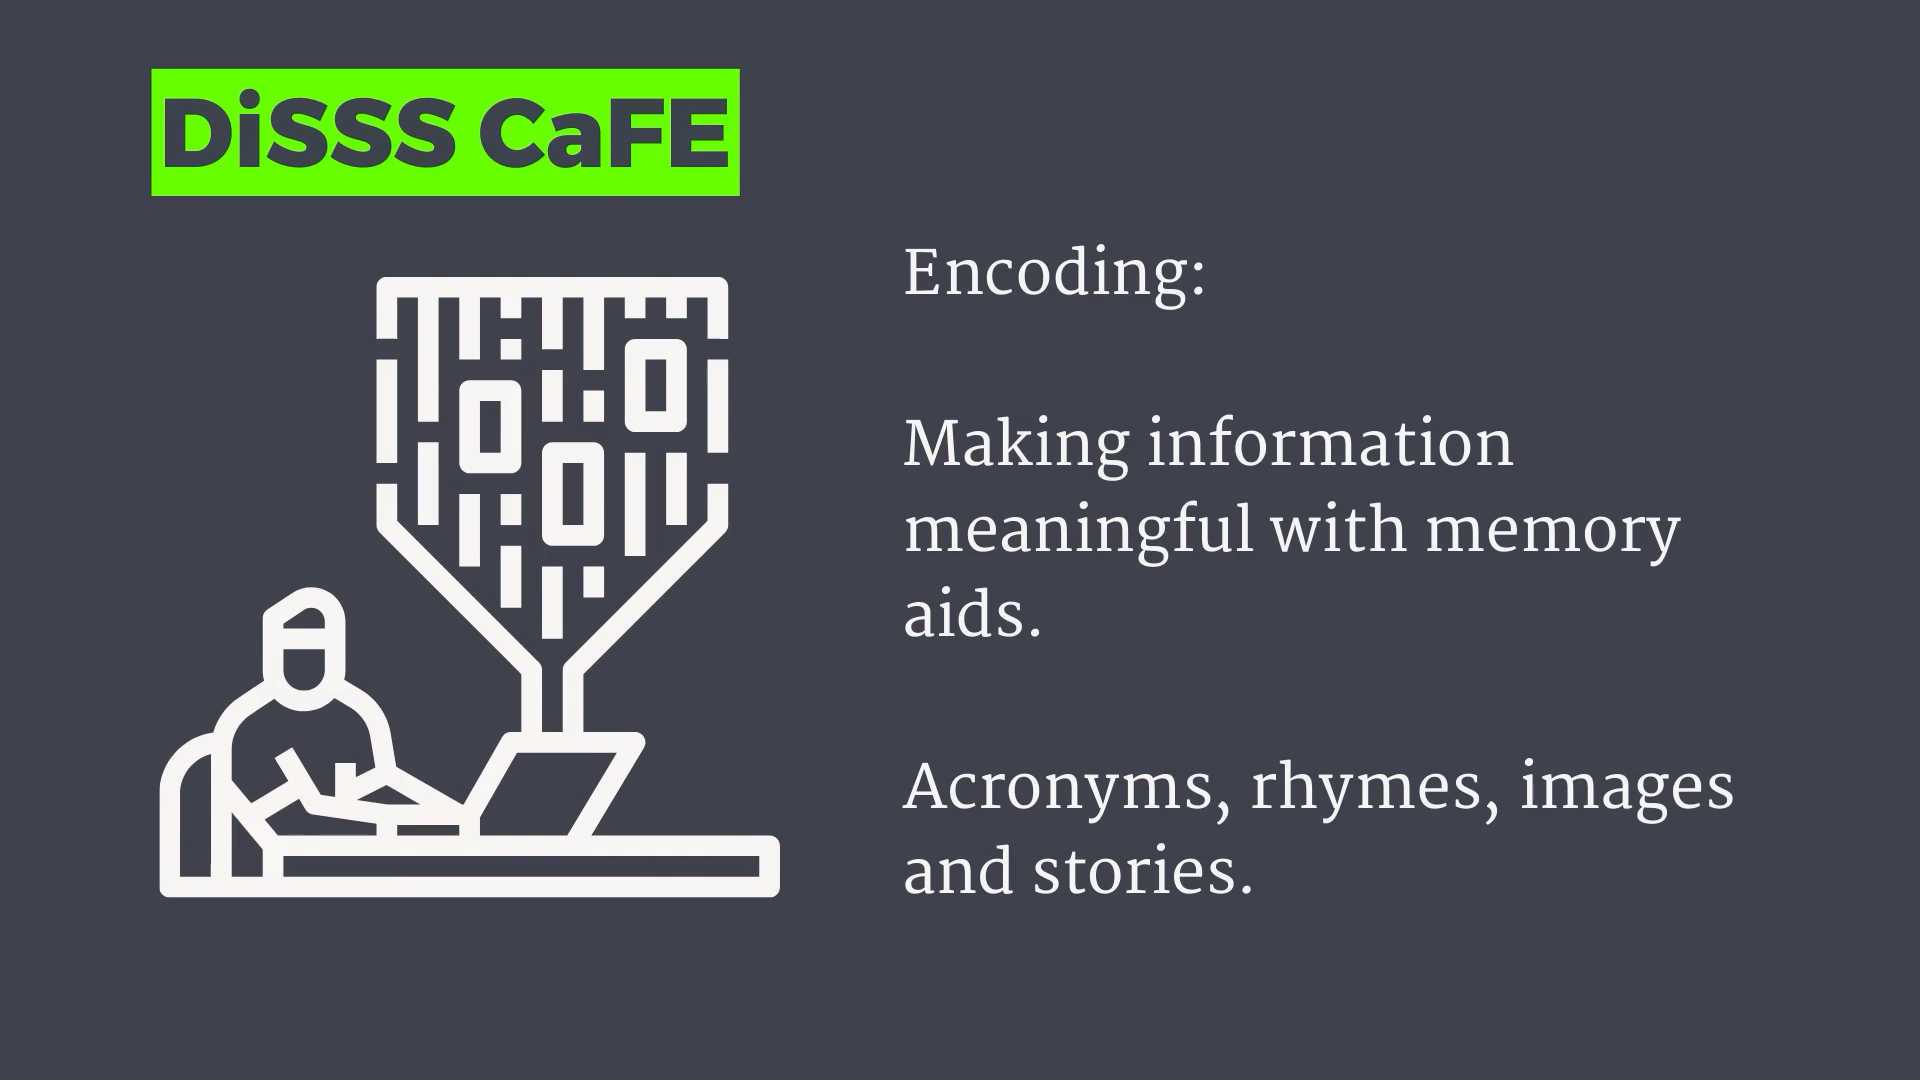 DiSSS CaFE
Encoding:
Making information
meaningful with memory
aids.
Acronyms, rhymes, images
and stories.